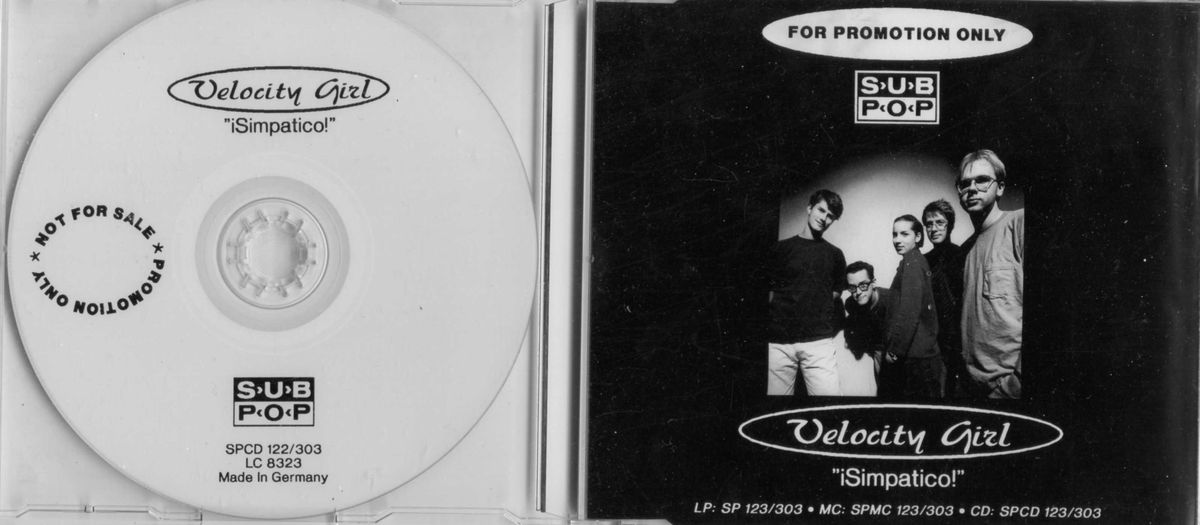 Velocity Girl
"¡Simpatico!"
NOT FOR SALE ★ PROMOTION ONLY ★
S›U›B
P‹O‹P
SPCD 122/303
LC 8323
Made In Germany
FOR PROMOTION ONLY
S›U›B
P‹O‹P
Velocity Girl
"¡Simpatico!"
LP: SP 123/303 • MC: SPMC 123/303 • CD: SPCD 123/303